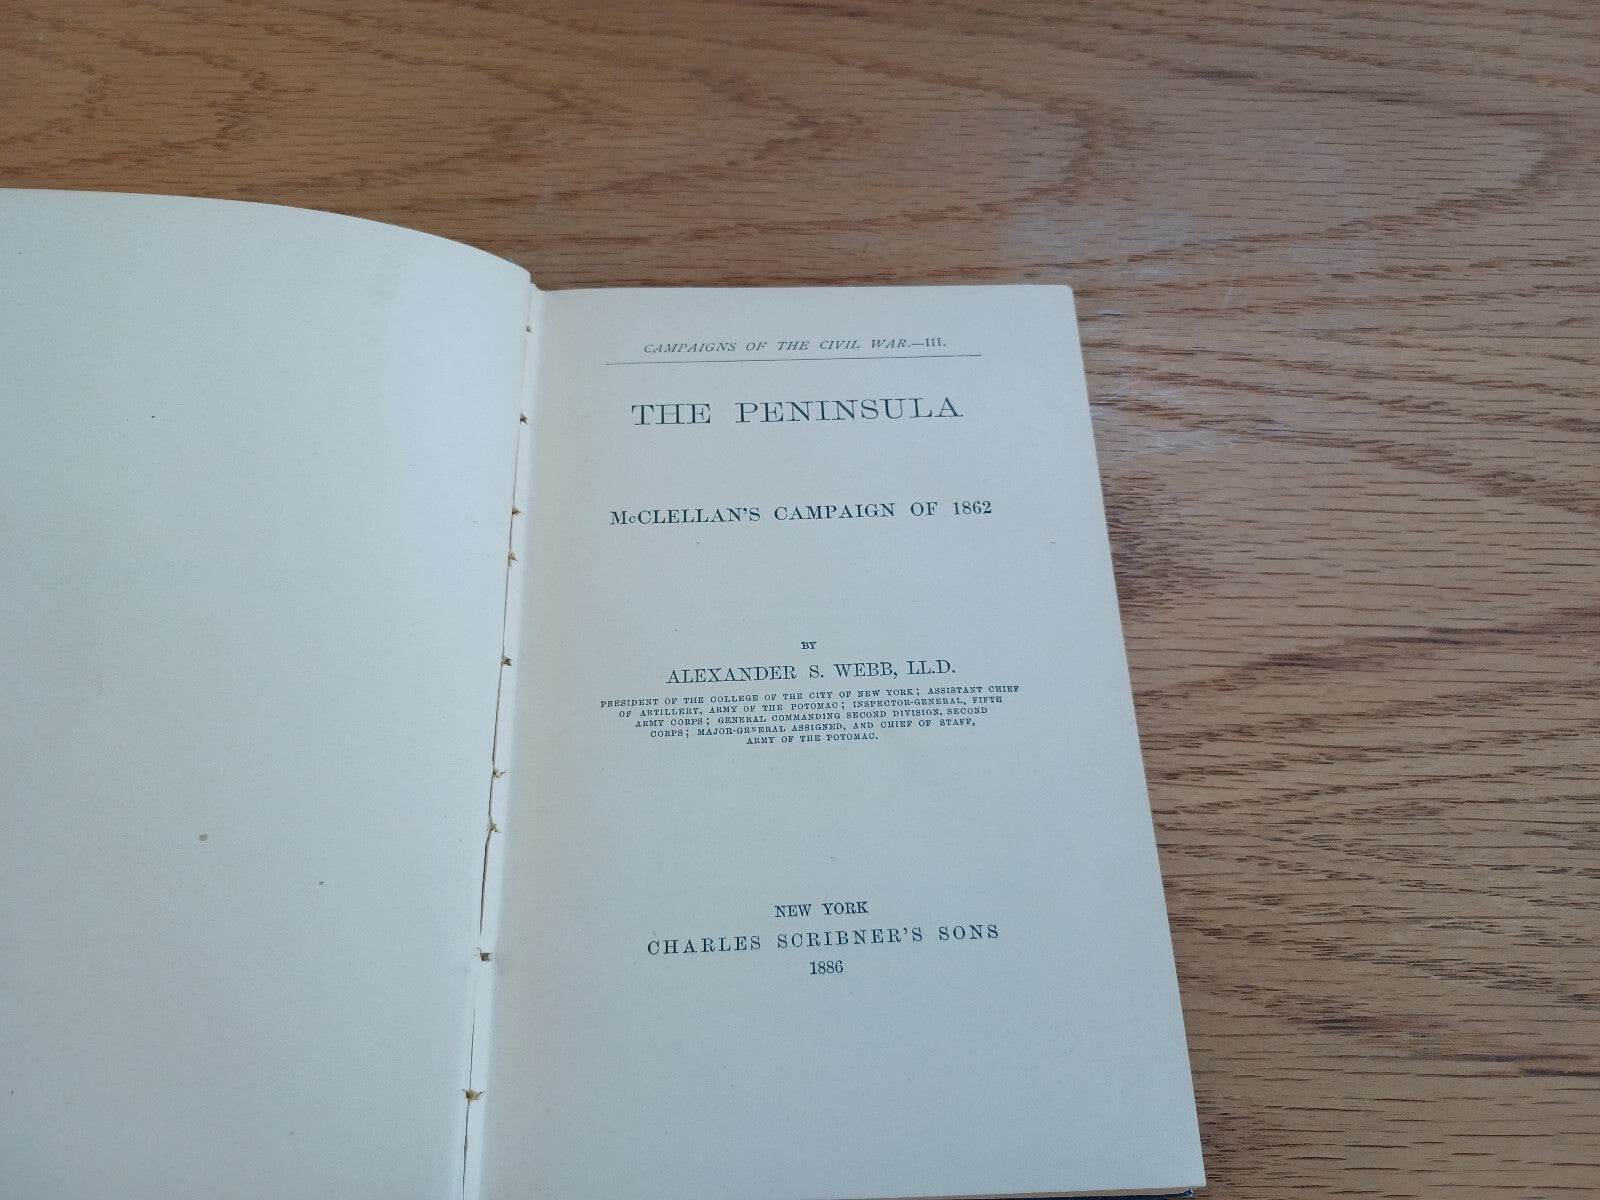 CAMPAIGNS OF THE CIVIL WAR.—III.
THE PENINSULA
McCLELLAN'S CAMPAIGN OF 1862
BY
ALEXANDER S. WEBB, LL.D.
PRESIDENT OF THE COLLEGE OF THE CITY OF NEW YORK; ASSISTANT CHIEF
OF ARTILLERY, ARMY OF THE POTOMAC; INSPECTOR-GENERAL, FIFTH
ARMY CORPS; GENERAL COMMANDING SECOND DIVISION, SECOND
CORPS; MAJOR-GENERAL ASSIGNED, AND CHIEF OF STAFF,
ARMY OF THE POTOMAC.
NEW YORK
CHARLES SCRIBNER'S SONS
1886